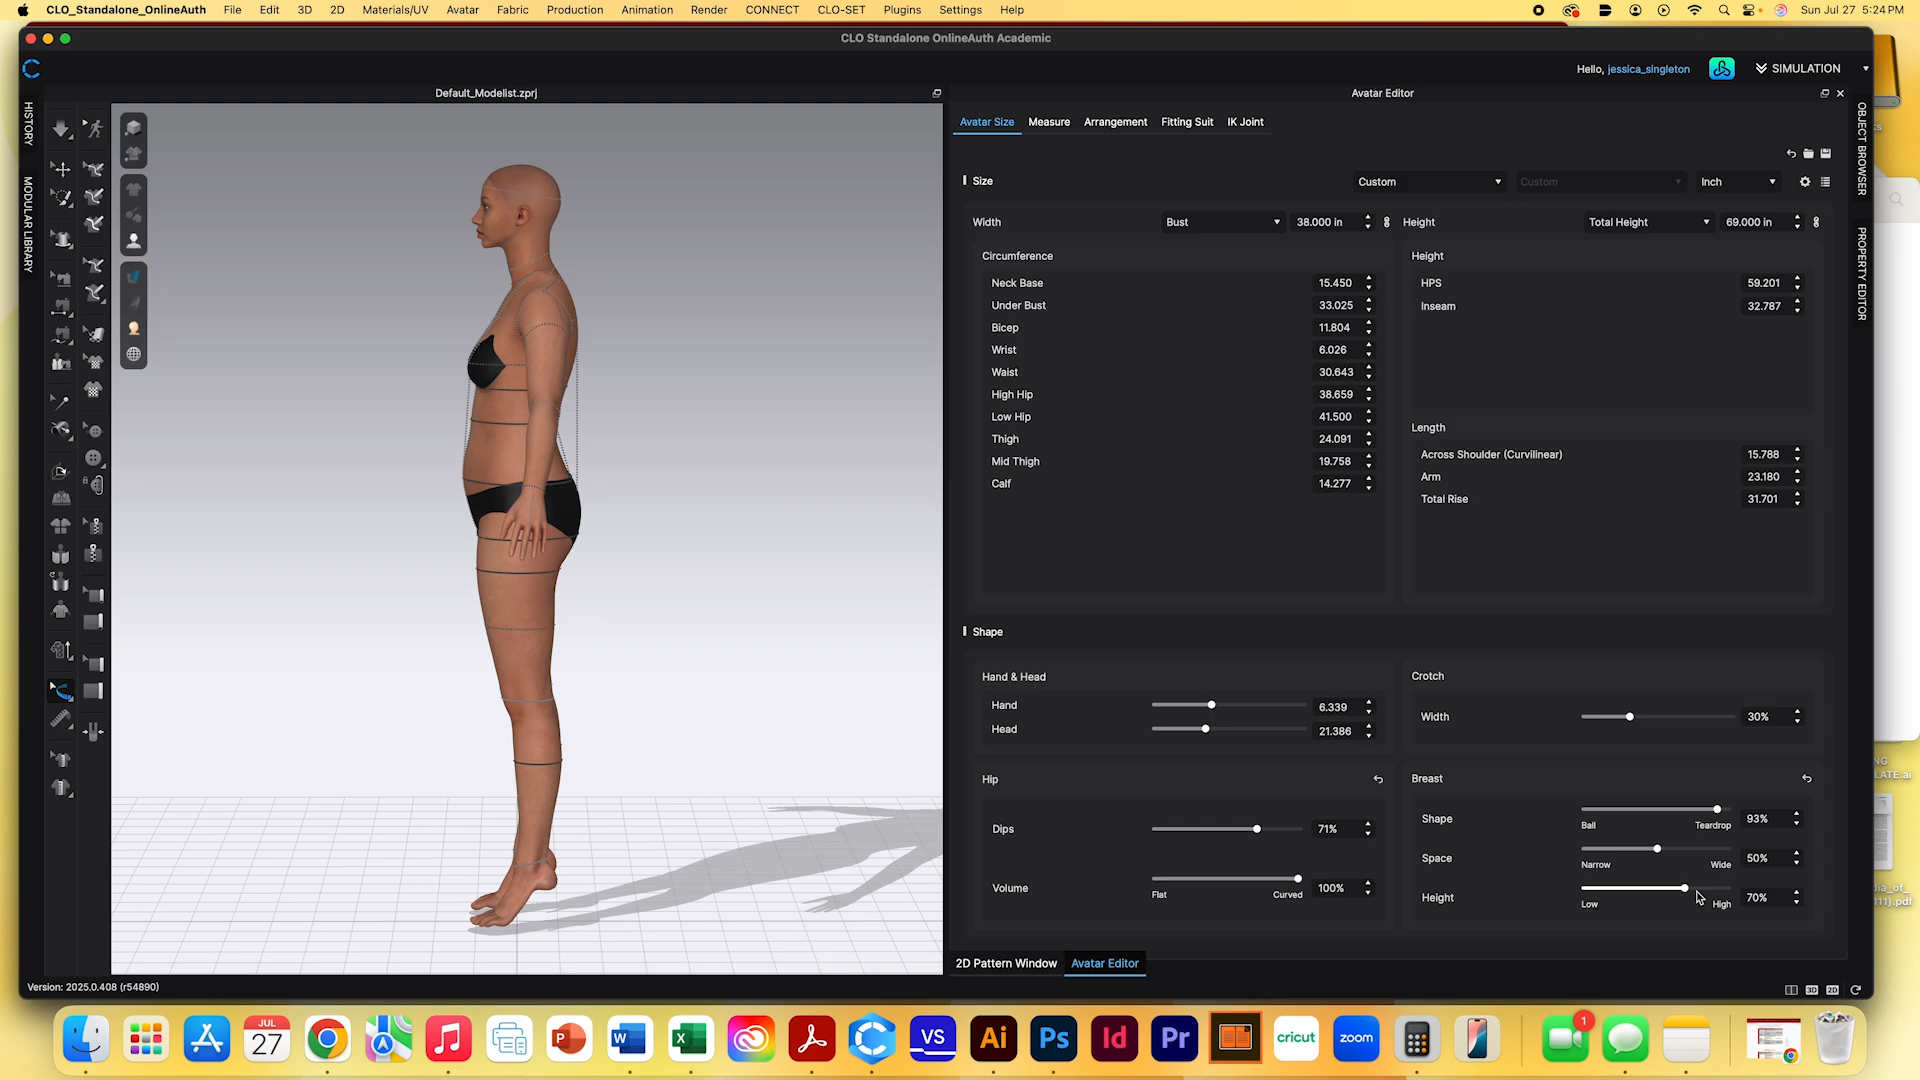 CLO_Standalone_OnlineAuth File Edit 3D 2D Materials/UV Avatar Fabric Production Animation Render CONNECT CLO-SET Plugins Settings Help Sun Jul 27 5:24 PM
CLO Standalone OnlineAuth Academic
Hello, jessica_singleton SIMULATION
Default_Modelist.zprj
Avatar Editor
HISTORY
MODULAR LIBRARY
OBJECT BROWSER
PROPERTY EDITOR
Avatar Size Measure Arrangement Fitting Suit IK Joint
Size Custom Custom Inch
Width Bust 38.000 in Height Total Height 69.000 in
Circumference
Neck Base 15.450
Under Bust 33.025
Bicep 11.804
Wrist 6.026
Waist 30.643
High Hip 38.659
Low Hip 41.500
Thigh 24.091
Mid Thigh 19.758
Calf 14.277
Height
HPS 59.201
Inseam 32.787
Length
Across Shoulder (Curvilinear) 15.788
Arm 23.180
Total Rise 31.701
Shape
Hand & Head
Hand 6.339
Head 21.386
Crotch
Width 30%
Hip
Dips 71%
Volume 100%
Flat Curved
Breast
Shape 93%
Ball Teardrop
Space 50%
Narrow Wide
Height 70%
Low High
2D Pattern Window Avatar Editor
Version: 2025.0.408 (r54890)
3D 2D
LATE.ai
JUL
27
P W X VS Ai Ps Id Pr cricut zoom 1